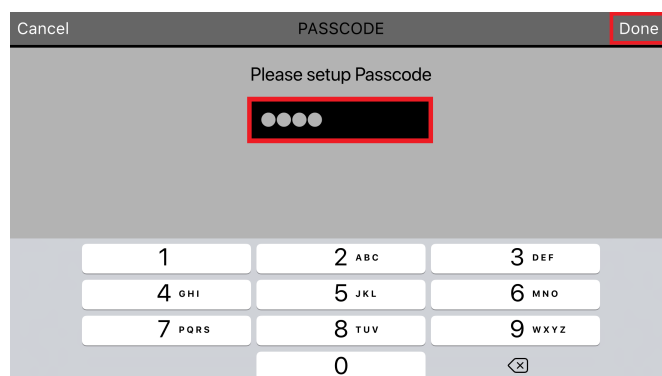 Cancel PASSCODE Done
Please setup Passcode
1 2 ABC 3 DEF
4 GHI 5 JKL 6 MNO
7 PQRS 8 TUV 9 WXYZ
0